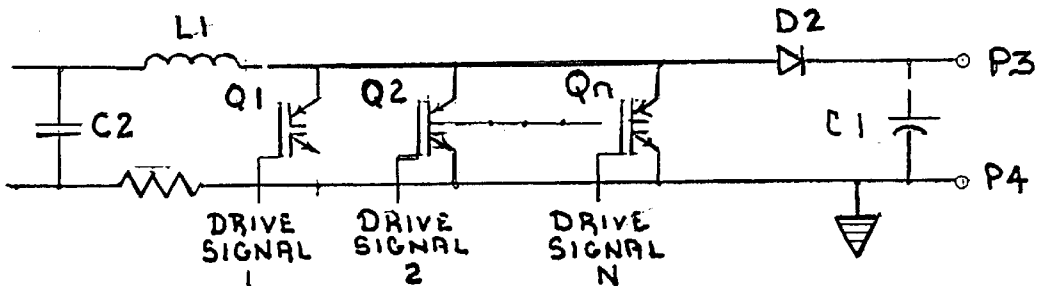 L1
D2
Q1
Q2
Qn
P3
C2
C1
P4
DRIVE
SIGNAL
1
DRIVE
SIGNAL
2
DRIVE
SIGNAL
N